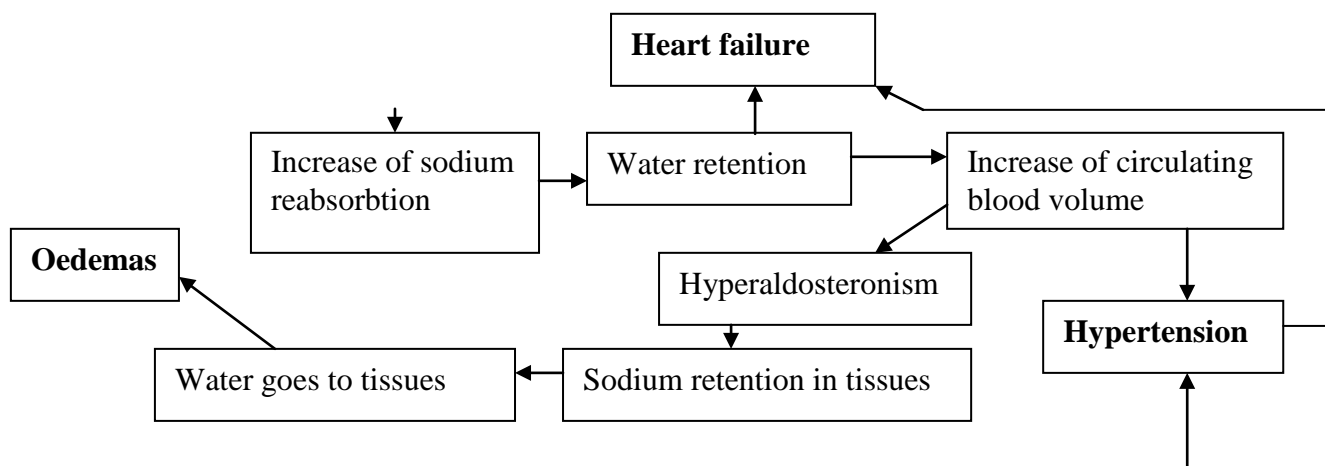 Heart failure
Increase of sodium
reabsorbtion
Water retention
Increase of circulating
blood volume
Oedemas
Hyperaldosteronism
Hypertension
Water goes to tissues
Sodium retention in tissues